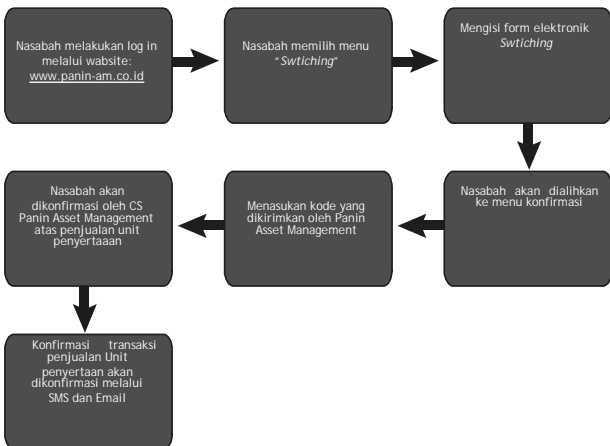 Nasabah melakukan log in
melalui wabsite:
www.panin-am.co.id
Nasabah memilih menu
"Swtiching"
Mengisi form elektronik
Swtiching
Nasabah akan dialihkan
ke menu konfirmasi
Menasukan kode yang
dikirimkan oleh Panin
Asset Management
Nasabah akan
dikonfirmasi oleh CS
Panin Asset Management
atas penjualan unit
penyertaaan
Konfirmasi transaksi
penjualan Unit
penyertaan akan
dikonfirmasi melalui
SMS dan Email